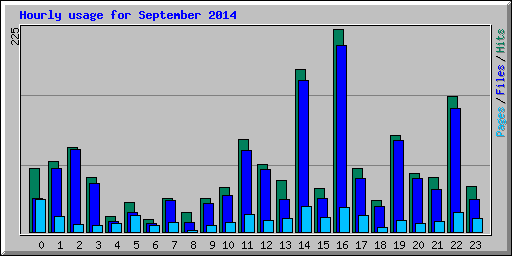 Hourly usage for September 2014
225
Pages / Files / Hits
0 1 2 3 4 5 6 7 8 9 10 11 12 13 14 15 16 17 18 19 20 21 22 23